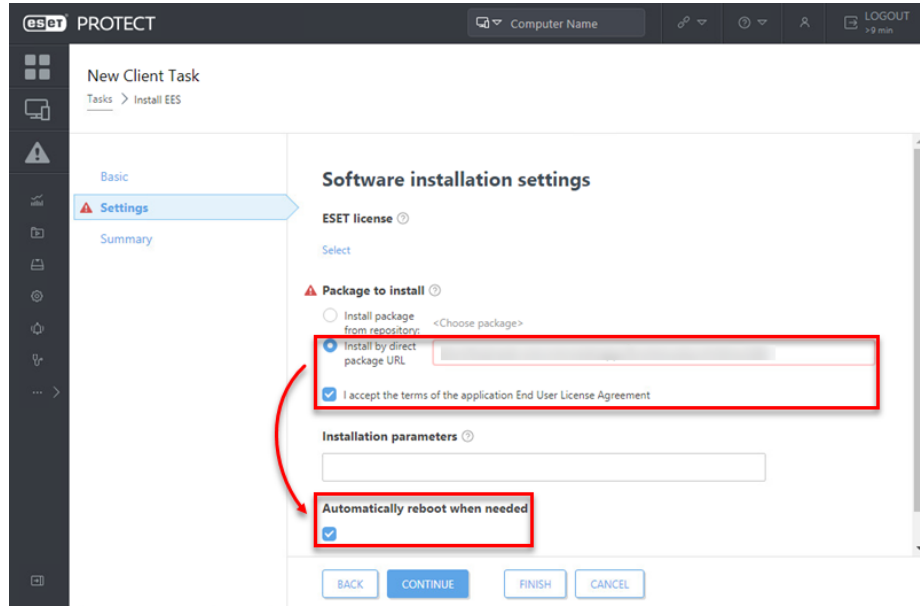 eset PROTECT
Computer Name
LOGOUT
>9 min
New Client Task
Tasks > Install EES
Basic
Settings
Summary
Software installation settings
ESET license
Select
Package to install
Install package
from repository:
<Choose package>
Install by direct
package URL
I accept the terms of the application End User License Agreement
Installation parameters
Automatically reboot when needed
BACK
CONTINUE
FINISH
CANCEL